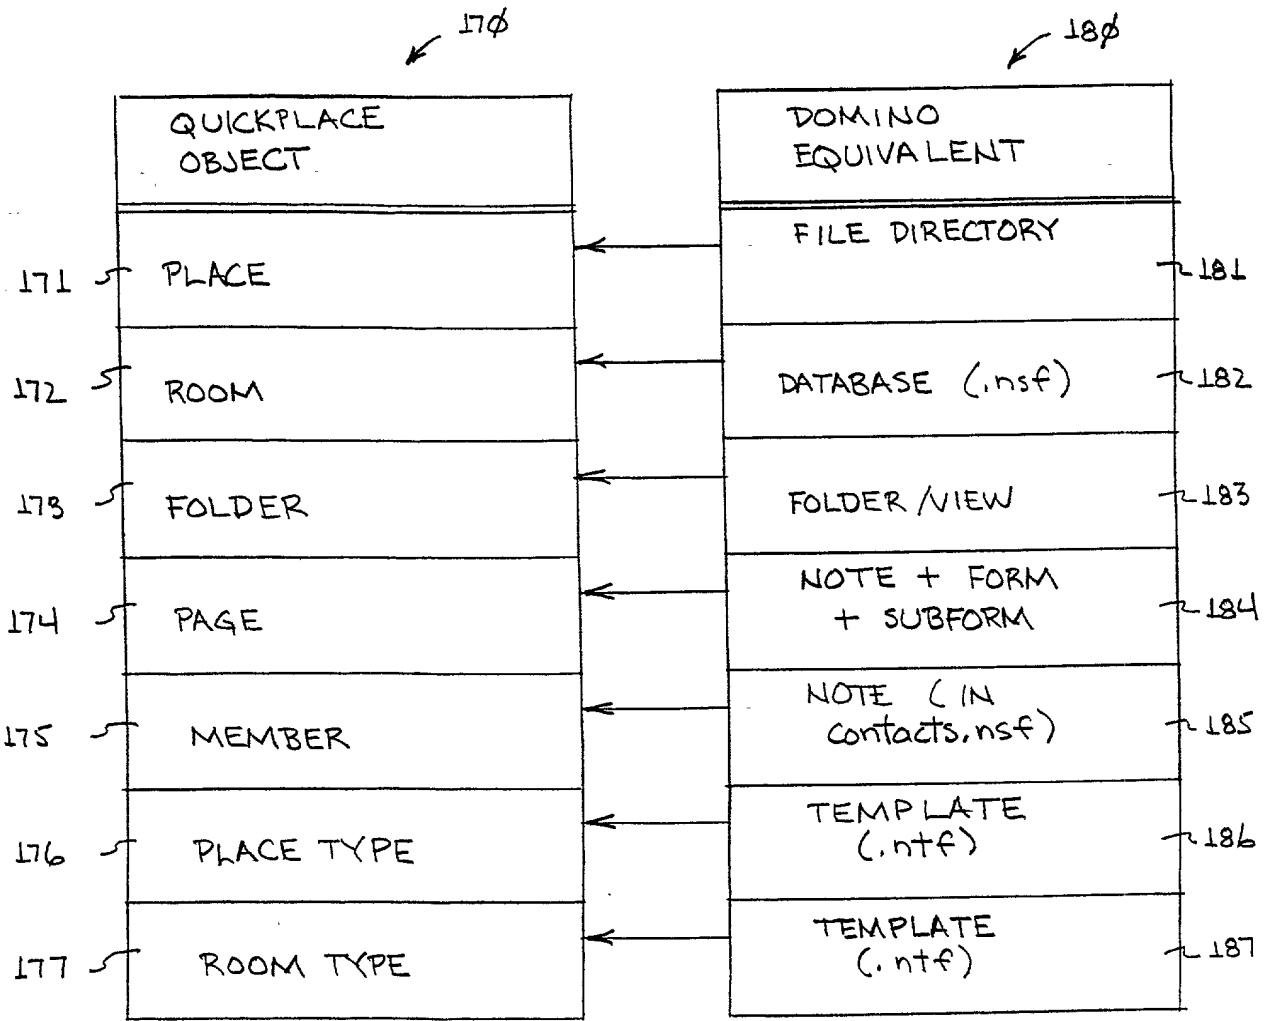 17φ
18φ
QUICKPLACE
OBJECT
DOMINO
EQUIVALENT
171
PLACE
FILE DIRECTORY
181
172
ROOM
DATABASE (.nsf)
182
173
FOLDER
FOLDER/VIEW
183
174
PAGE
NOTE + FORM
+ SUBFORM
184
175
MEMBER
NOTE (IN
contacts.nsf)
185
176
PLACE TYPE
TEMPLATE
(.ntf)
186
177
ROOM TYPE
TEMPLATE
(.ntf)
187